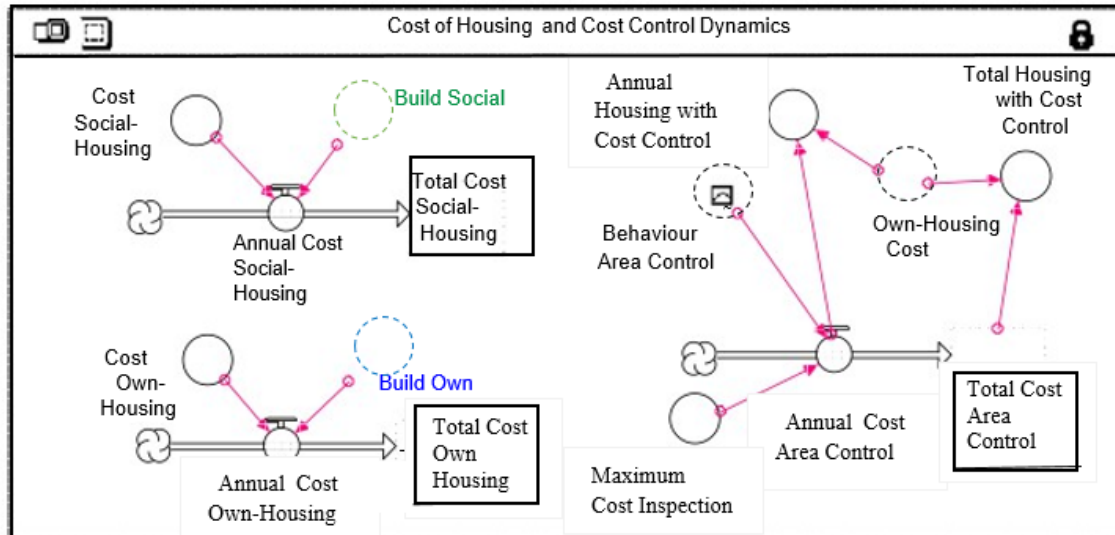 Cost of Housing and Cost Control Dynamics
Cost
Social-
Housing
Build Social
Total Cost
Social-
Housing
Annual Cost
Social-
Housing
Cost
Own-
Housing
Build Own
Total Cost
Own
Housing
Annual Cost
Own-Housing
Annual
Housing with
Cost Control
Total Housing
with Cost
Control
Behaviour
Area Control
Own-Housing
Cost
Total Cost
Area
Control
Annual Cost
Area Control
Maximum
Cost Inspection